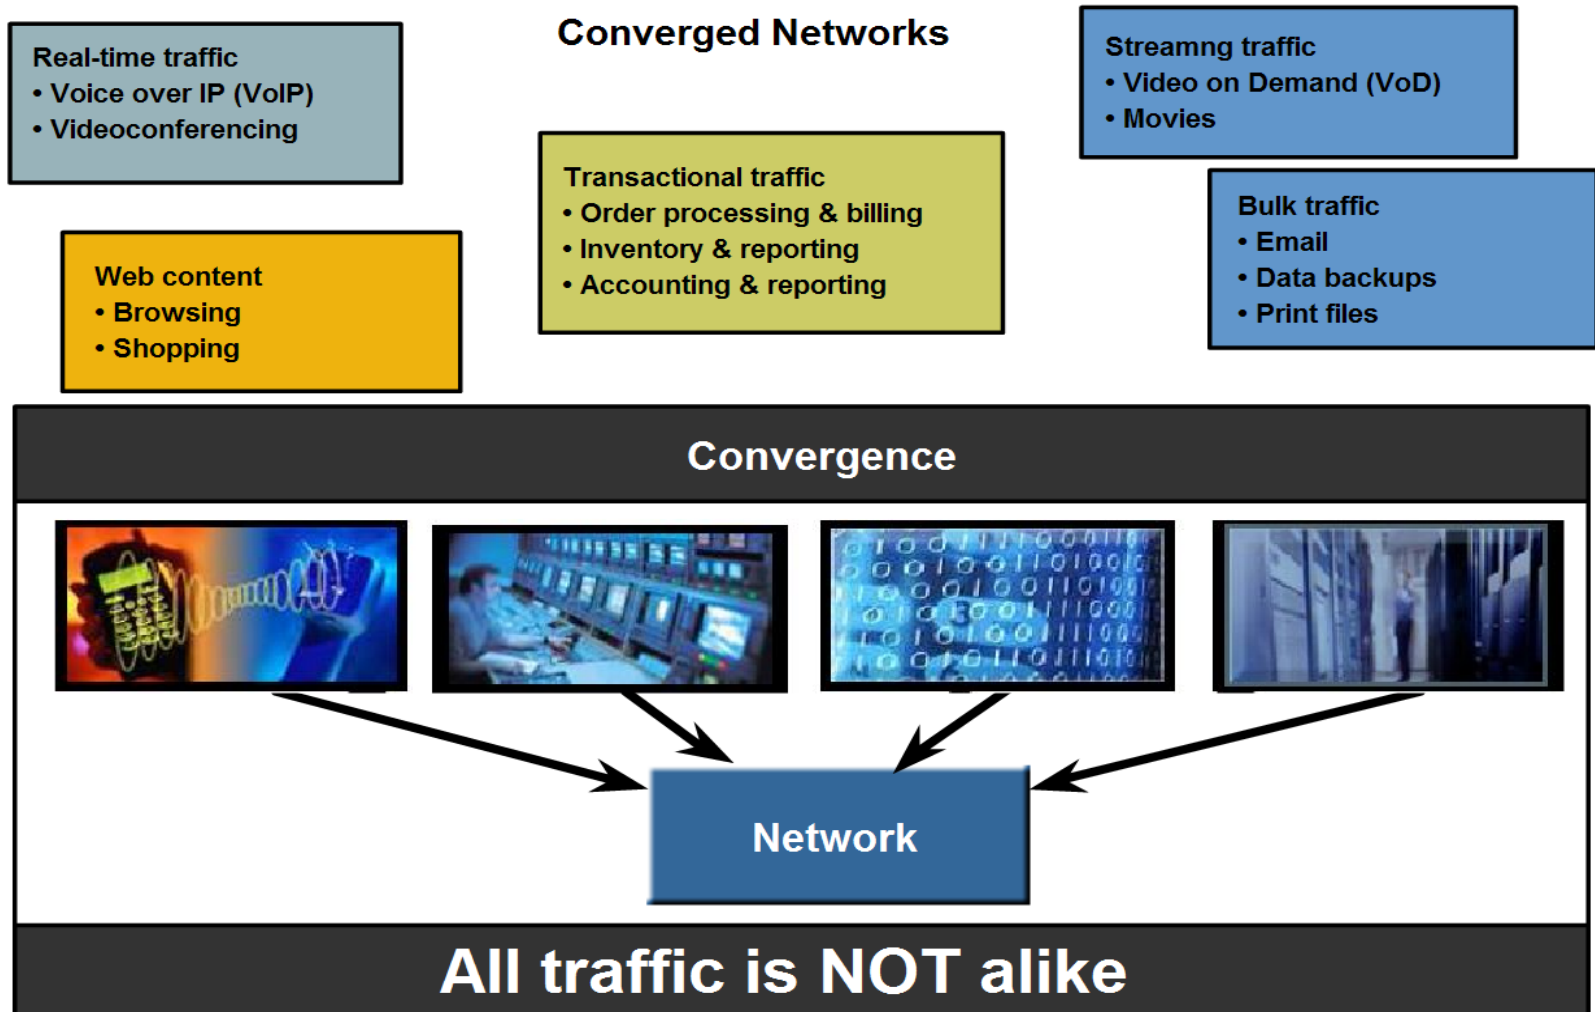 Converged Networks
Real-time traffic
• Voice over IP (VoIP)
• Videoconferencing
Streamng traffic
• Video on Demand (VoD)
• Movies
Transactional traffic
• Order processing & billing
• Inventory & reporting
• Accounting & reporting
Bulk traffic
• Email
• Data backups
• Print files
Web content
• Browsing
• Shopping
Convergence
Network
All traffic is NOT alike